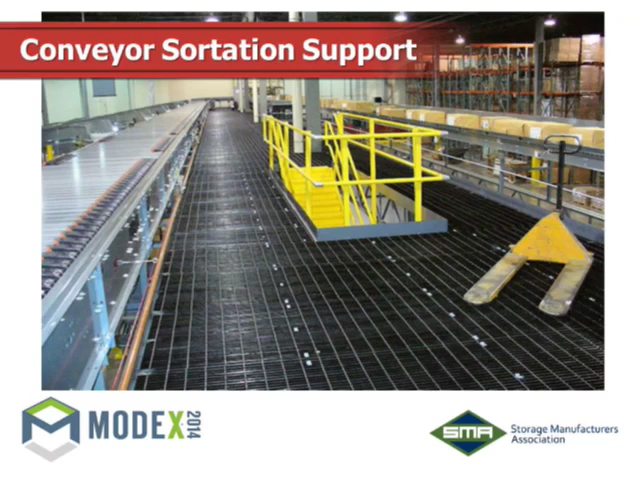 Conveyor Sortation Support
MODEX 2014
SMA
Storage Manufacturers
Association